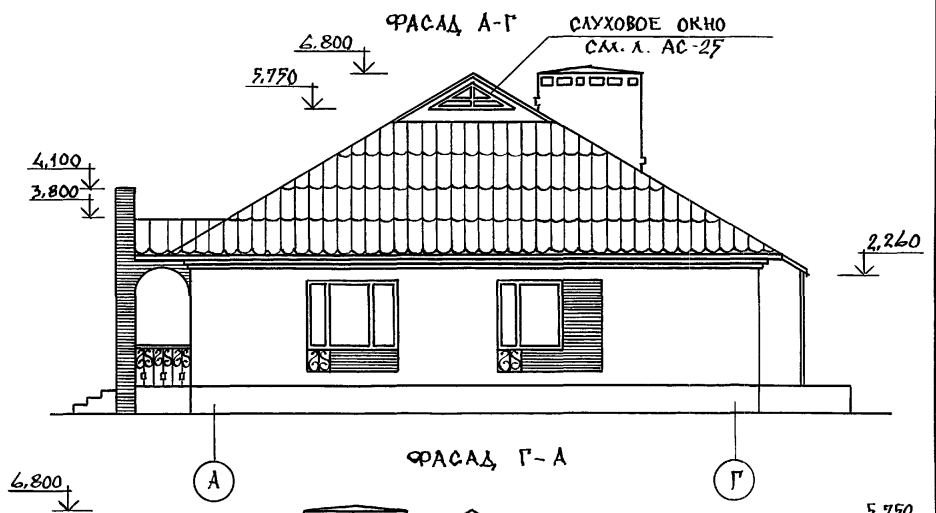 ФАСАД А-Г
СЛУХОВОЕ ОКНО
СМ. Л. АС-25
6.800
5,750
4,100
3,800
2,260
ФАСАД Г-А
А
Г
6,800
5,750